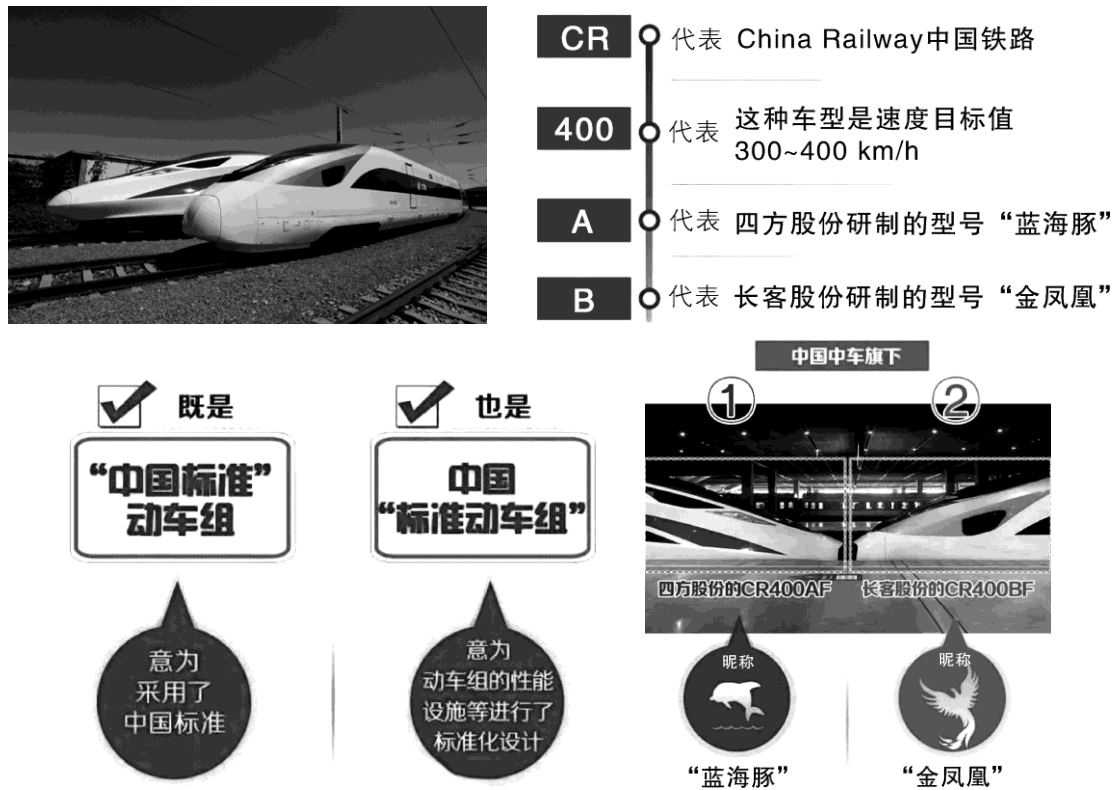 CR 代表 China Railway中国铁路
400 代表 这种车型是速度目标值
300~400 km/h
A 代表 四方股份研制的型号“蓝海豚”
B 代表 长客股份研制的型号“金凤凰”
既是
“中国标准”
动车组
意为
采用了
中国标准
也是
中国
“标准动车组”
意为
动车组的性能
设施等进行了
标准化设计
中国中车旗下
① ②
四方股份的CR400AF 长客股份的CR400BF
昵称 昵称
“蓝海豚” “金凤凰”